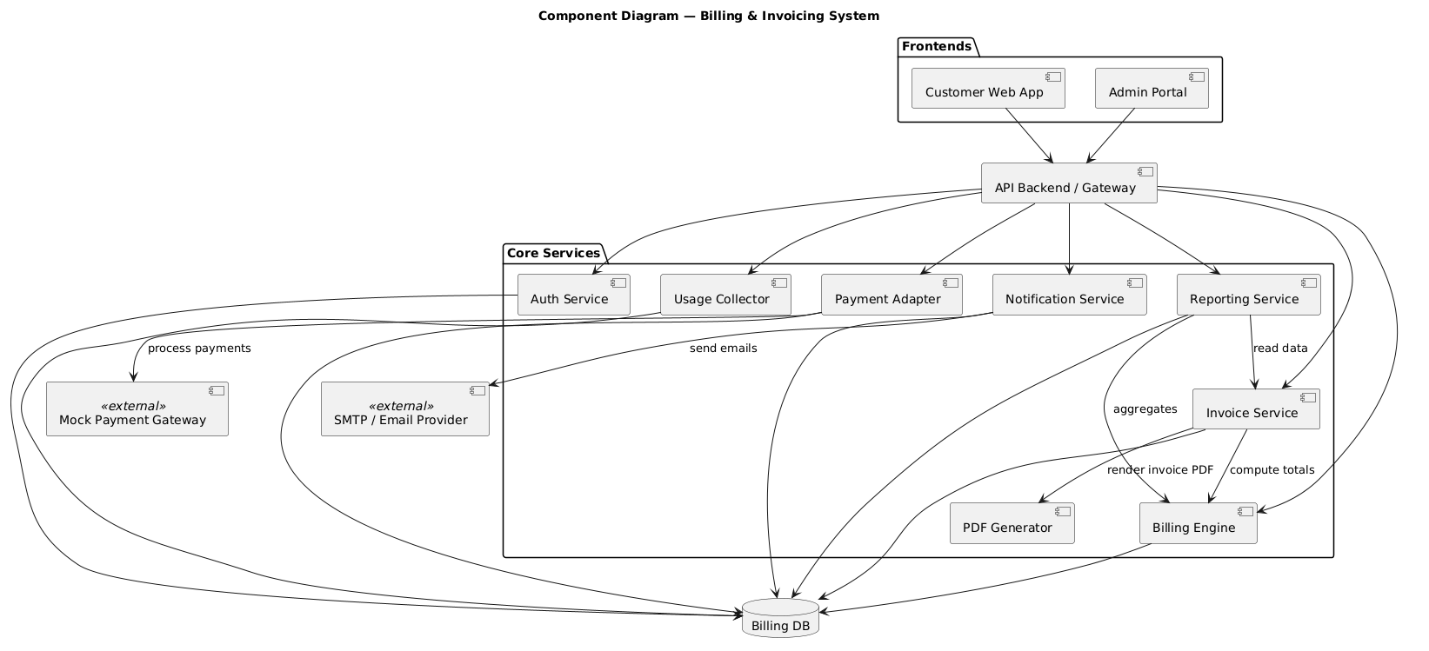 Component Diagram — Billing & Invoicing System
Frontends
Customer Web App
Admin Portal
API Backend / Gateway
Core Services
Auth Service
Usage Collector
Payment Adapter
Notification Service
Reporting Service
process payments
send emails
read data
«external»
Mock Payment Gateway
«external»
SMTP / Email Provider
aggregates
Invoice Service
render invoice PDF
compute totals
PDF Generator
Billing Engine
Billing DB